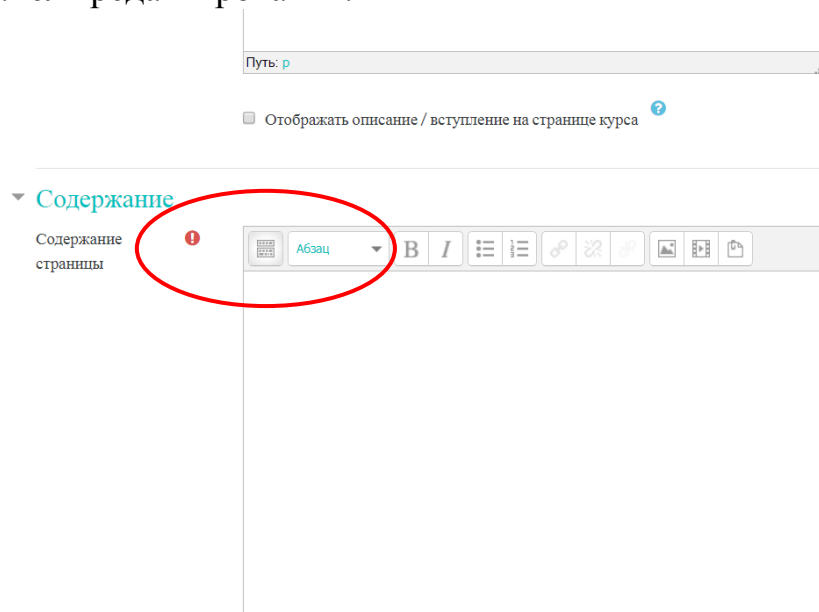 Путь: p
Отображать описание / вступление на странице курса
Содержание
Содержание
страницы
Абзац
B I